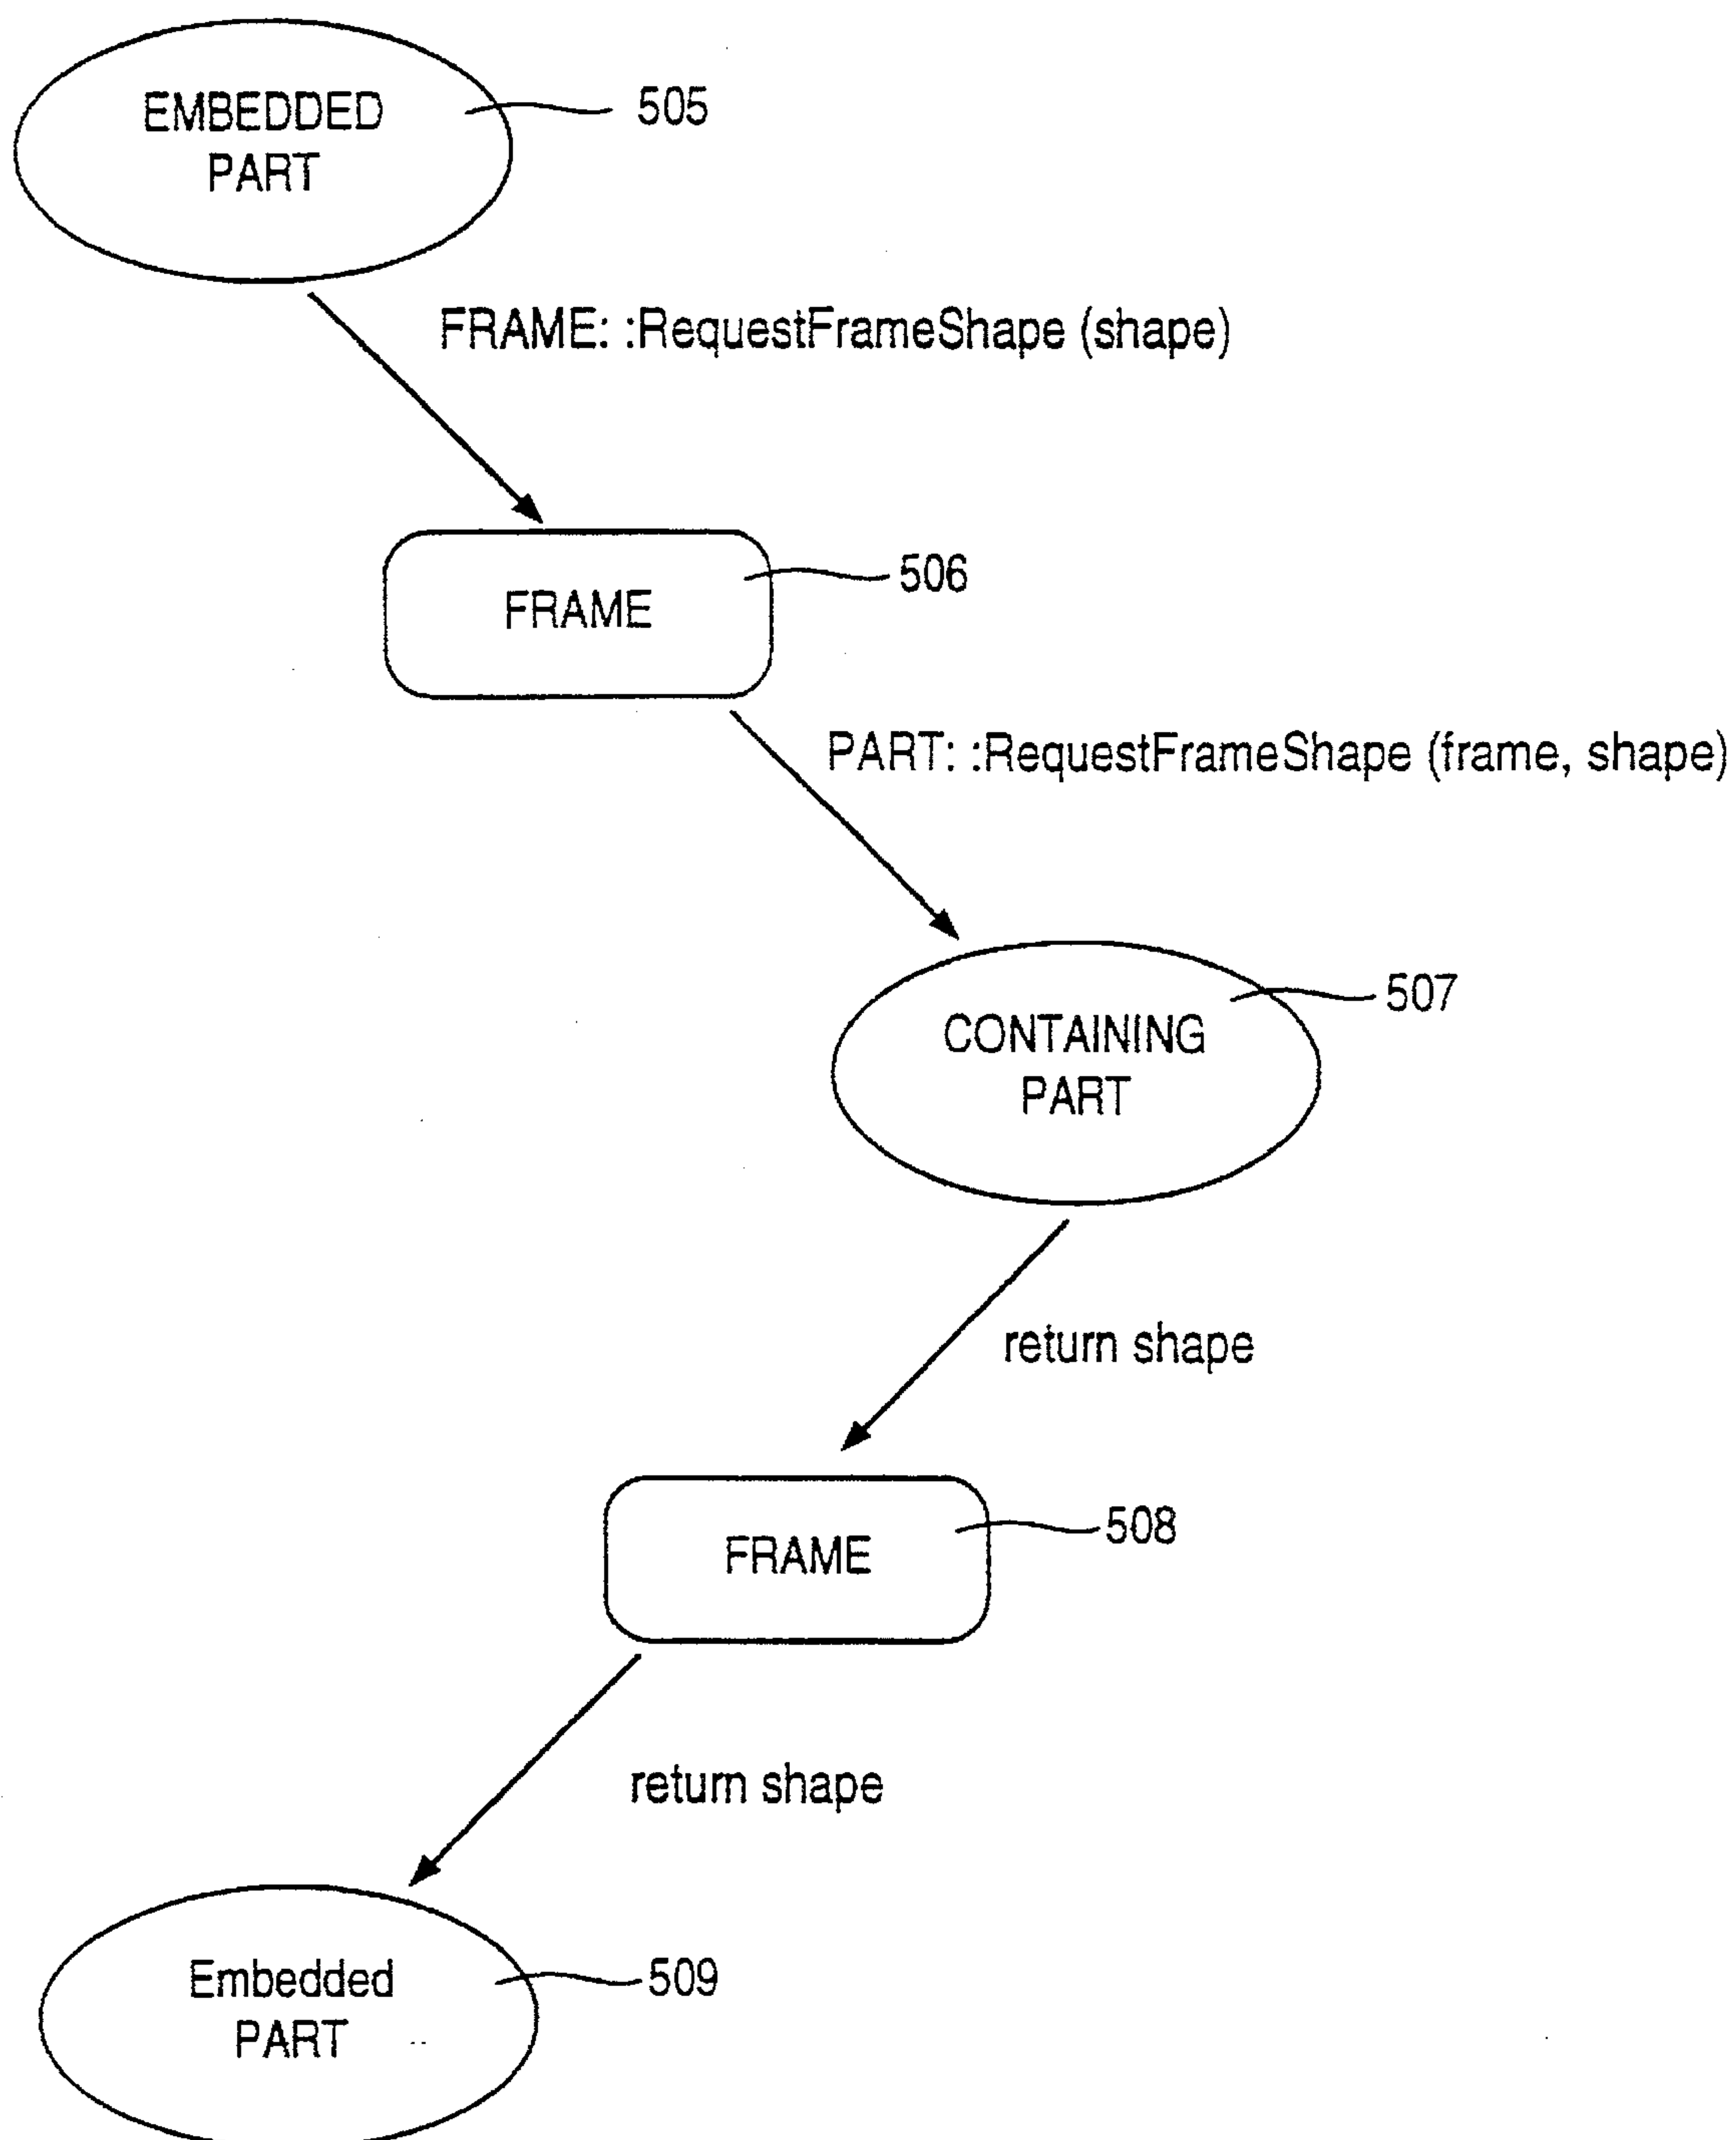 EMBEDDED
PART
505
FRAME: :RequestFrameShape (shape)
FRAME
506
PART: :RequestFrameShape (frame, shape)
507
CONTAINING
PART
return shape
FRAME
508
return shape
Embedded
PART
509